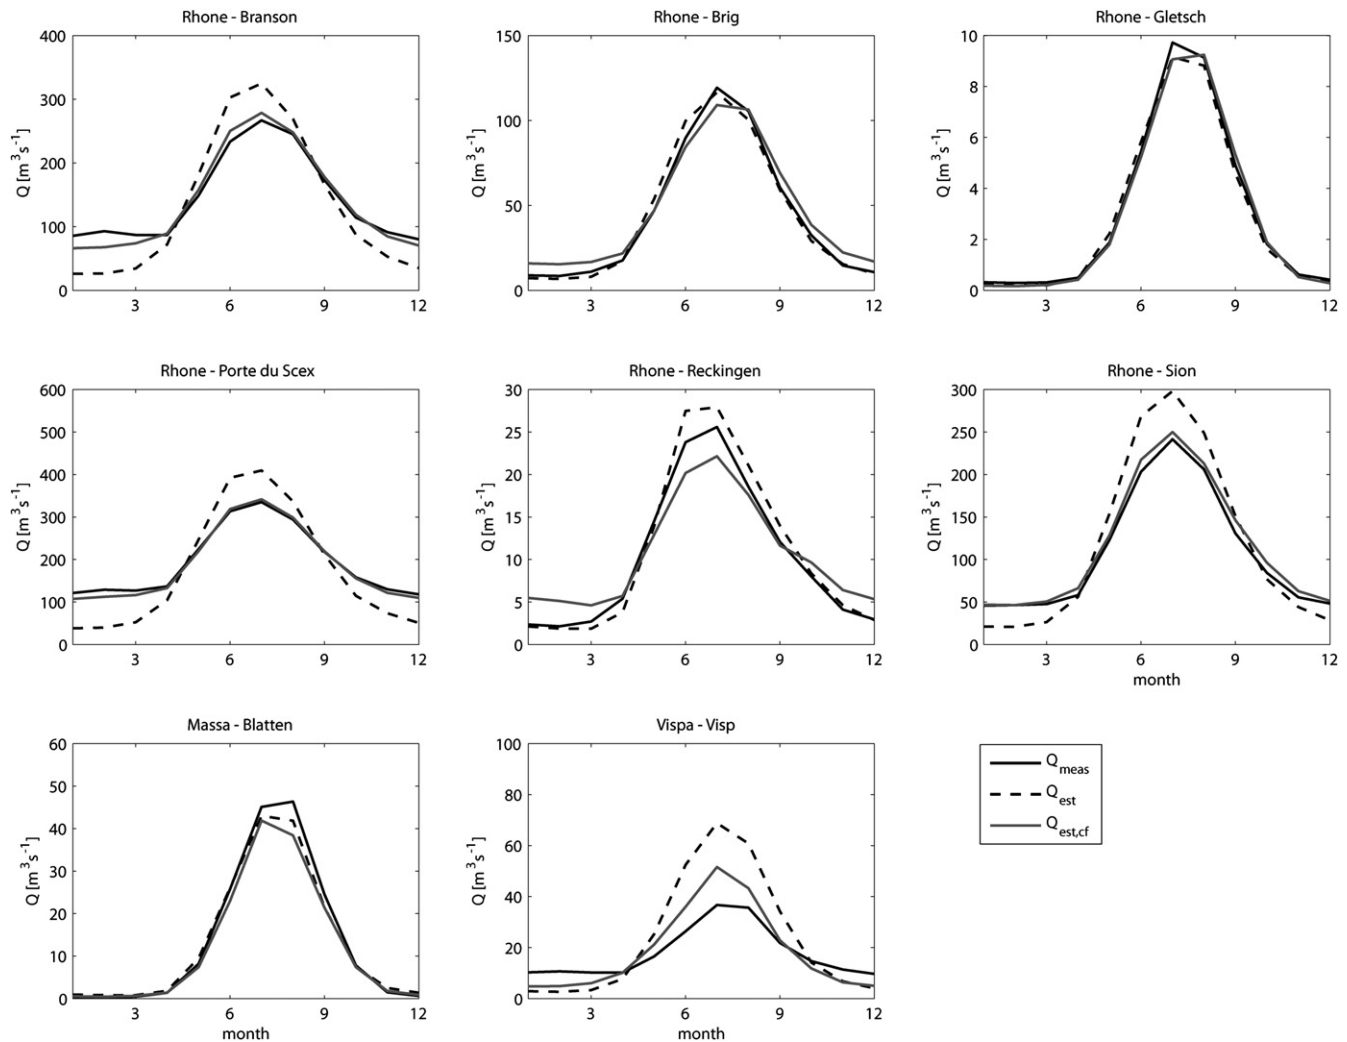 Rhone - Branson
400
300
200
100
0
Q [m³s⁻¹]
3 6 9 12
Rhone - Brig
150
100
50
0
Q [m³s⁻¹]
3 6 9 12
Rhone - Gletsch
10
8
6
4
2
0
Q [m³s⁻¹]
3 6 9 12
Rhone - Porte du Scex
600
500
400
300
200
100
0
Q [m³s⁻¹]
3 6 9 12
Rhone - Reckingen
30
25
20
15
10
5
0
Q [m³s⁻¹]
3 6 9 12
Rhone - Sion
300
250
200
150
100
50
0
Q [m³s⁻¹]
3 6 9 12
month
Massa - Blatten
60
50
40
30
20
10
0
Q [m³s⁻¹]
3 6 9 12
month
Vispa - Visp
100
80
60
40
20
0
Q [m³s⁻¹]
3 6 9 12
month
Qmeas
Qest
Qest,cf